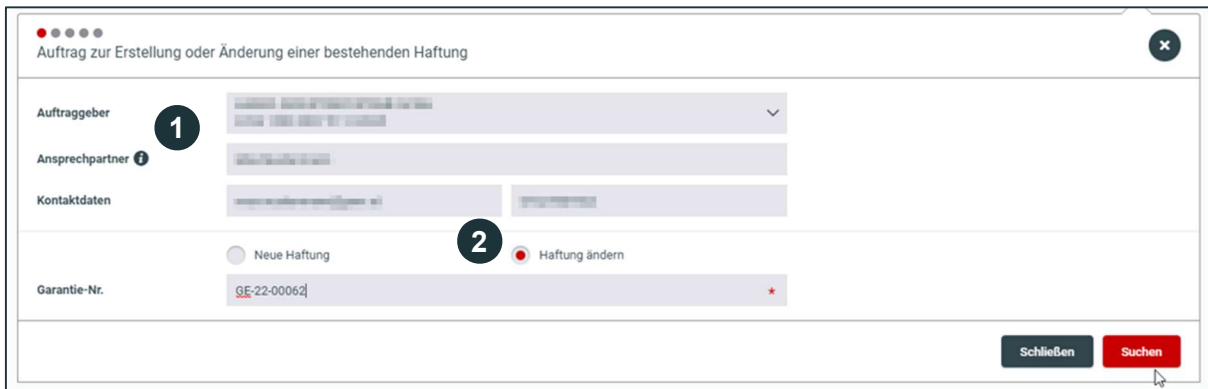 Auftrag zur Erstellung oder Änderung einer bestehenden Haftung
Auftraggeber
1
Ansprechpartner i
Kontaktdaten
2
Neue Haftung
Haftung ändern
Garantie-Nr.
GE-22-00062
*
Schließen
Suchen